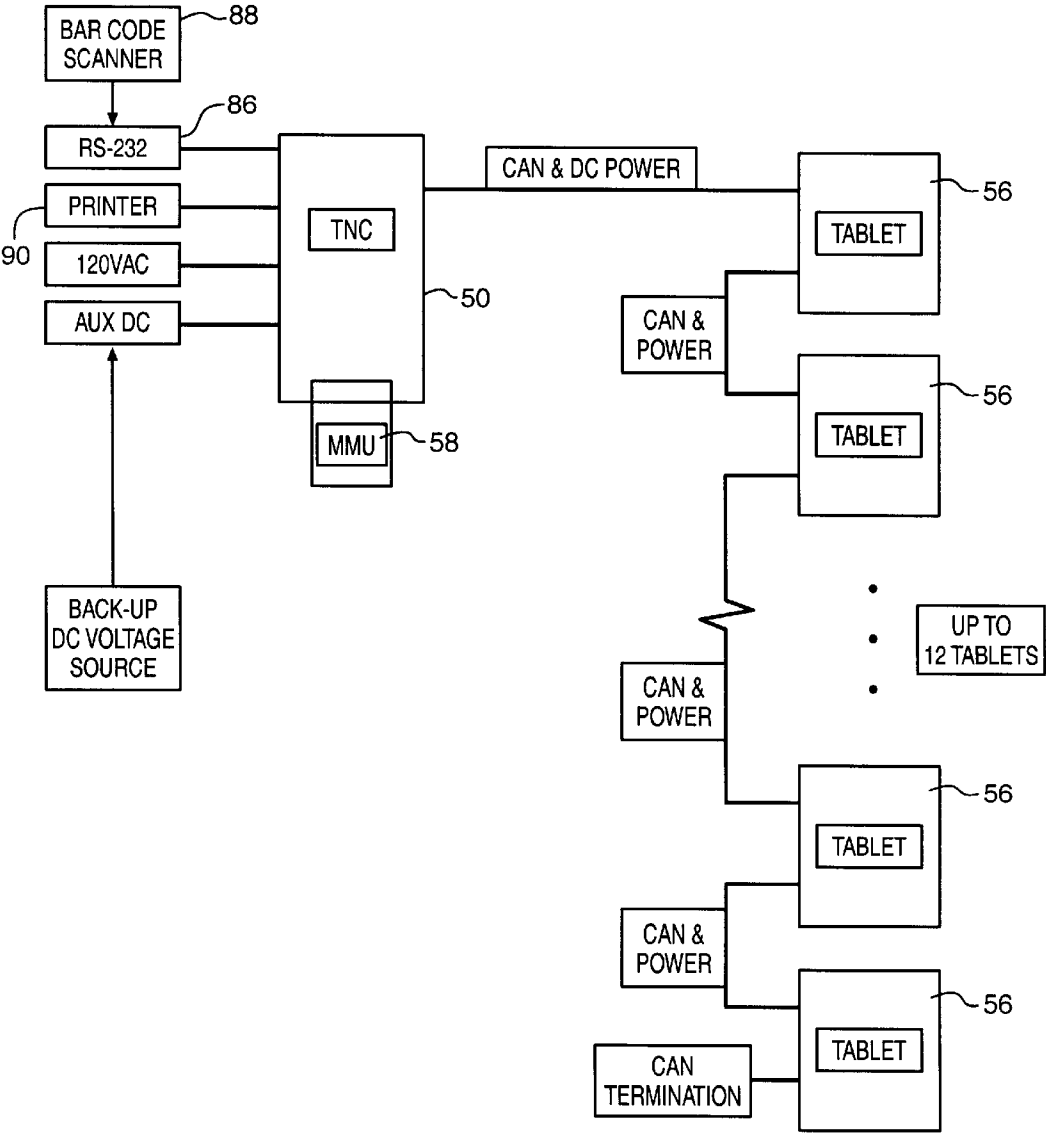 BAR CODE
SCANNER
88
RS-232
86
PRINTER
90
120VAC
AUX DC
BACK-UP
DC VOLTAGE
SOURCE
TNC
50
MMU
58
CAN & DC POWER
TABLET
56
CAN &
POWER
TABLET
56
UP TO
12 TABLETS
CAN &
POWER
TABLET
56
CAN &
POWER
TABLET
56
CAN
TERMINATION